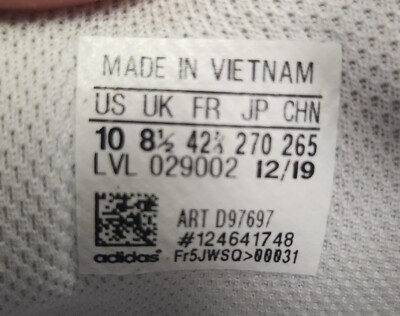 MADE IN VIETNAM
US UK FR JP CHN
10 8½ 42⅔ 270 265
LVL 029002 12/19
ART D97697
#124641748
adidas Fr5JWSQ>00031